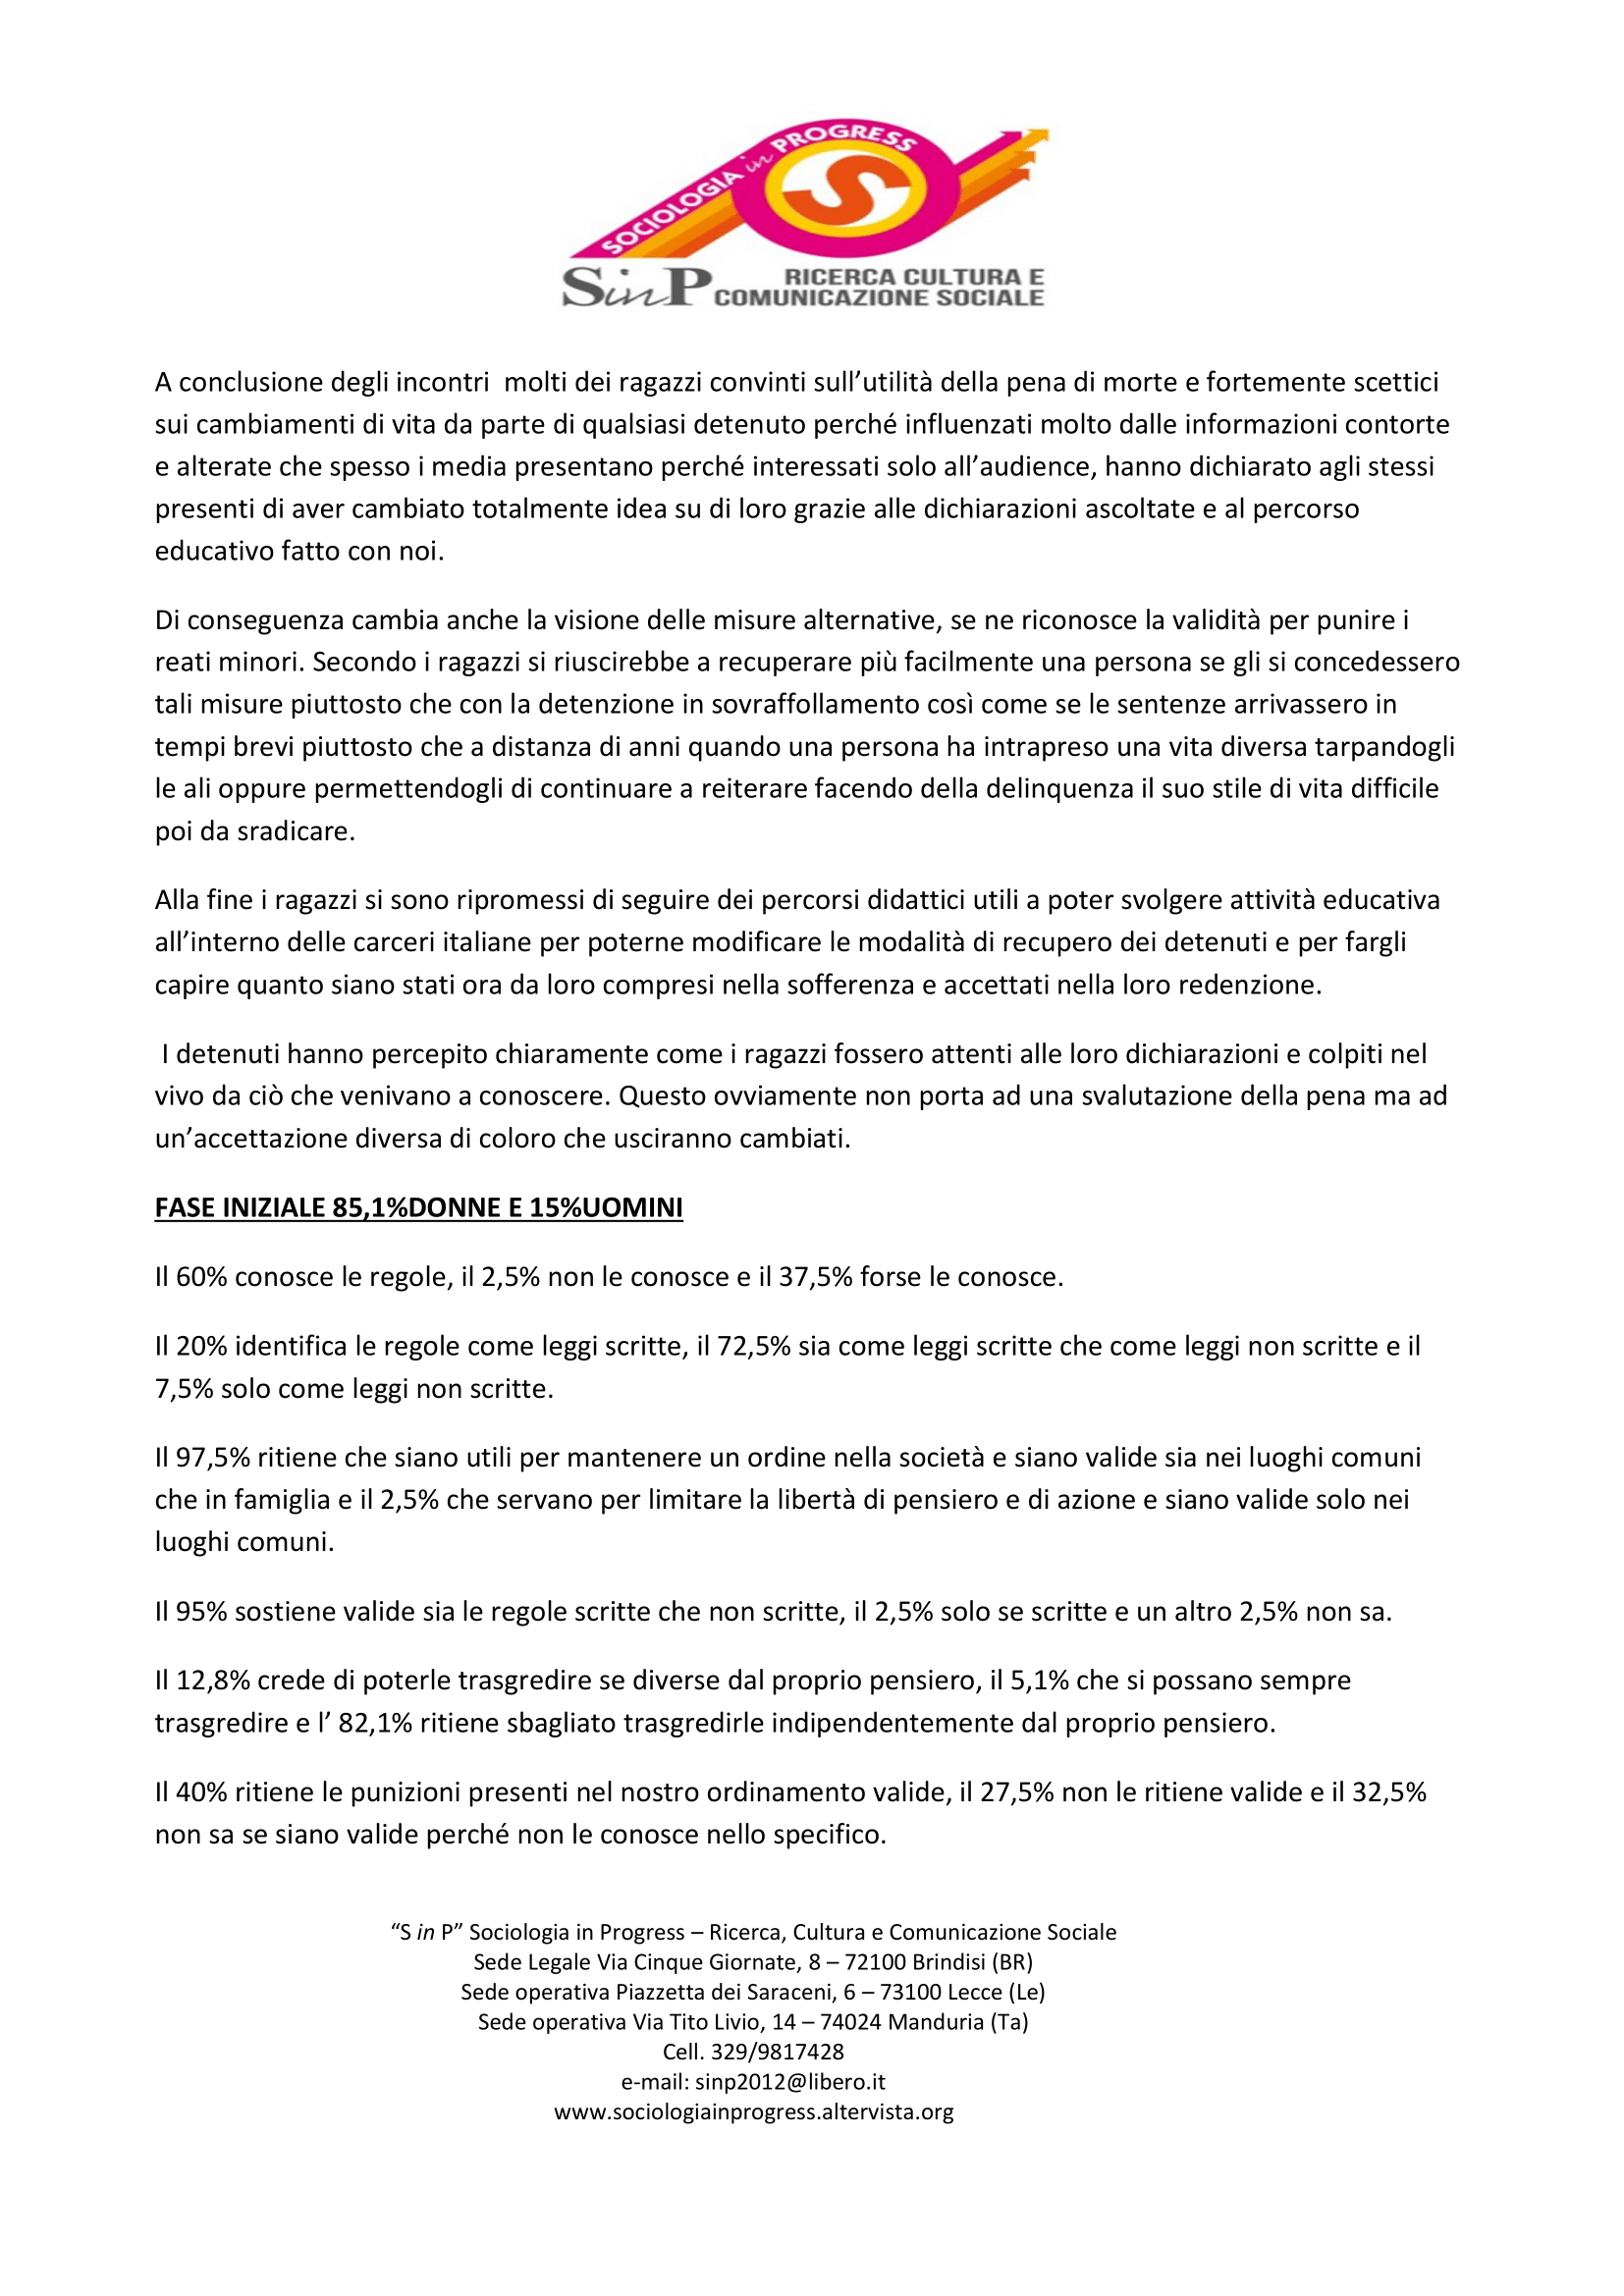 SOCIOLOGIA in PROGRESS
S
SinP RICERCA CULTURA E
COMUNICAZIONE SOCIALE
A conclusione degli incontri  molti dei ragazzi convinti sull’utilità della pena di morte e fortemente scettici
sui cambiamenti di vita da parte di qualsiasi detenuto perché influenzati molto dalle informazioni contorte
e alterate che spesso i media presentano perché interessati solo all’audience, hanno dichiarato agli stessi
presenti di aver cambiato totalmente idea su di loro grazie alle dichiarazioni ascoltate e al percorso
educativo fatto con noi.
Di conseguenza cambia anche la visione delle misure alternative, se ne riconosce la validità per punire i
reati minori. Secondo i ragazzi si riuscirebbe a recuperare più facilmente una persona se gli si concedessero
tali misure piuttosto che con la detenzione in sovraffollamento così come se le sentenze arrivassero in
tempi brevi piuttosto che a distanza di anni quando una persona ha intrapreso una vita diversa tarpandogli
le ali oppure permettendogli di continuare a reiterare facendo della delinquenza il suo stile di vita difficile
poi da sradicare.
Alla fine i ragazzi si sono ripromessi di seguire dei percorsi didattici utili a poter svolgere attività educativa
all’interno delle carceri italiane per poterne modificare le modalità di recupero dei detenuti e per fargli
capire quanto siano stati ora da loro compresi nella sofferenza e accettati nella loro redenzione.
I detenuti hanno percepito chiaramente come i ragazzi fossero attenti alle loro dichiarazioni e colpiti nel
vivo da ciò che venivano a conoscere. Questo ovviamente non porta ad una svalutazione della pena ma ad
un’accettazione diversa di coloro che usciranno cambiati.
FASE INIZIALE 85,1%DONNE E 15%UOMINI
Il 60% conosce le regole, il 2,5% non le conosce e il 37,5% forse le conosce.
Il 20% identifica le regole come leggi scritte, il 72,5% sia come leggi scritte che come leggi non scritte e il
7,5% solo come leggi non scritte.
Il 97,5% ritiene che siano utili per mantenere un ordine nella società e siano valide sia nei luoghi comuni
che in famiglia e il 2,5% che servano per limitare la libertà di pensiero e di azione e siano valide solo nei
luoghi comuni.
Il 95% sostiene valide sia le regole scritte che non scritte, il 2,5% solo se scritte e un altro 2,5% non sa.
Il 12,8% crede di poterle trasgredire se diverse dal proprio pensiero, il 5,1% che si possano sempre
trasgredire e l’ 82,1% ritiene sbagliato trasgredirle indipendentemente dal proprio pensiero.
Il 40% ritiene le punizioni presenti nel nostro ordinamento valide, il 27,5% non le ritiene valide e il 32,5%
non sa se siano valide perché non le conosce nello specifico.
“S in P” Sociologia in Progress – Ricerca, Cultura e Comunicazione Sociale
Sede Legale Via Cinque Giornate, 8 – 72100 Brindisi (BR)
Sede operativa Piazzetta dei Saraceni, 6 – 73100 Lecce (Le)
Sede operativa Via Tito Livio, 14 – 74024 Manduria (Ta)
Cell. 329/9817428
e-mail: sinp2012@libero.it
www.sociologiainprogress.altervista.org